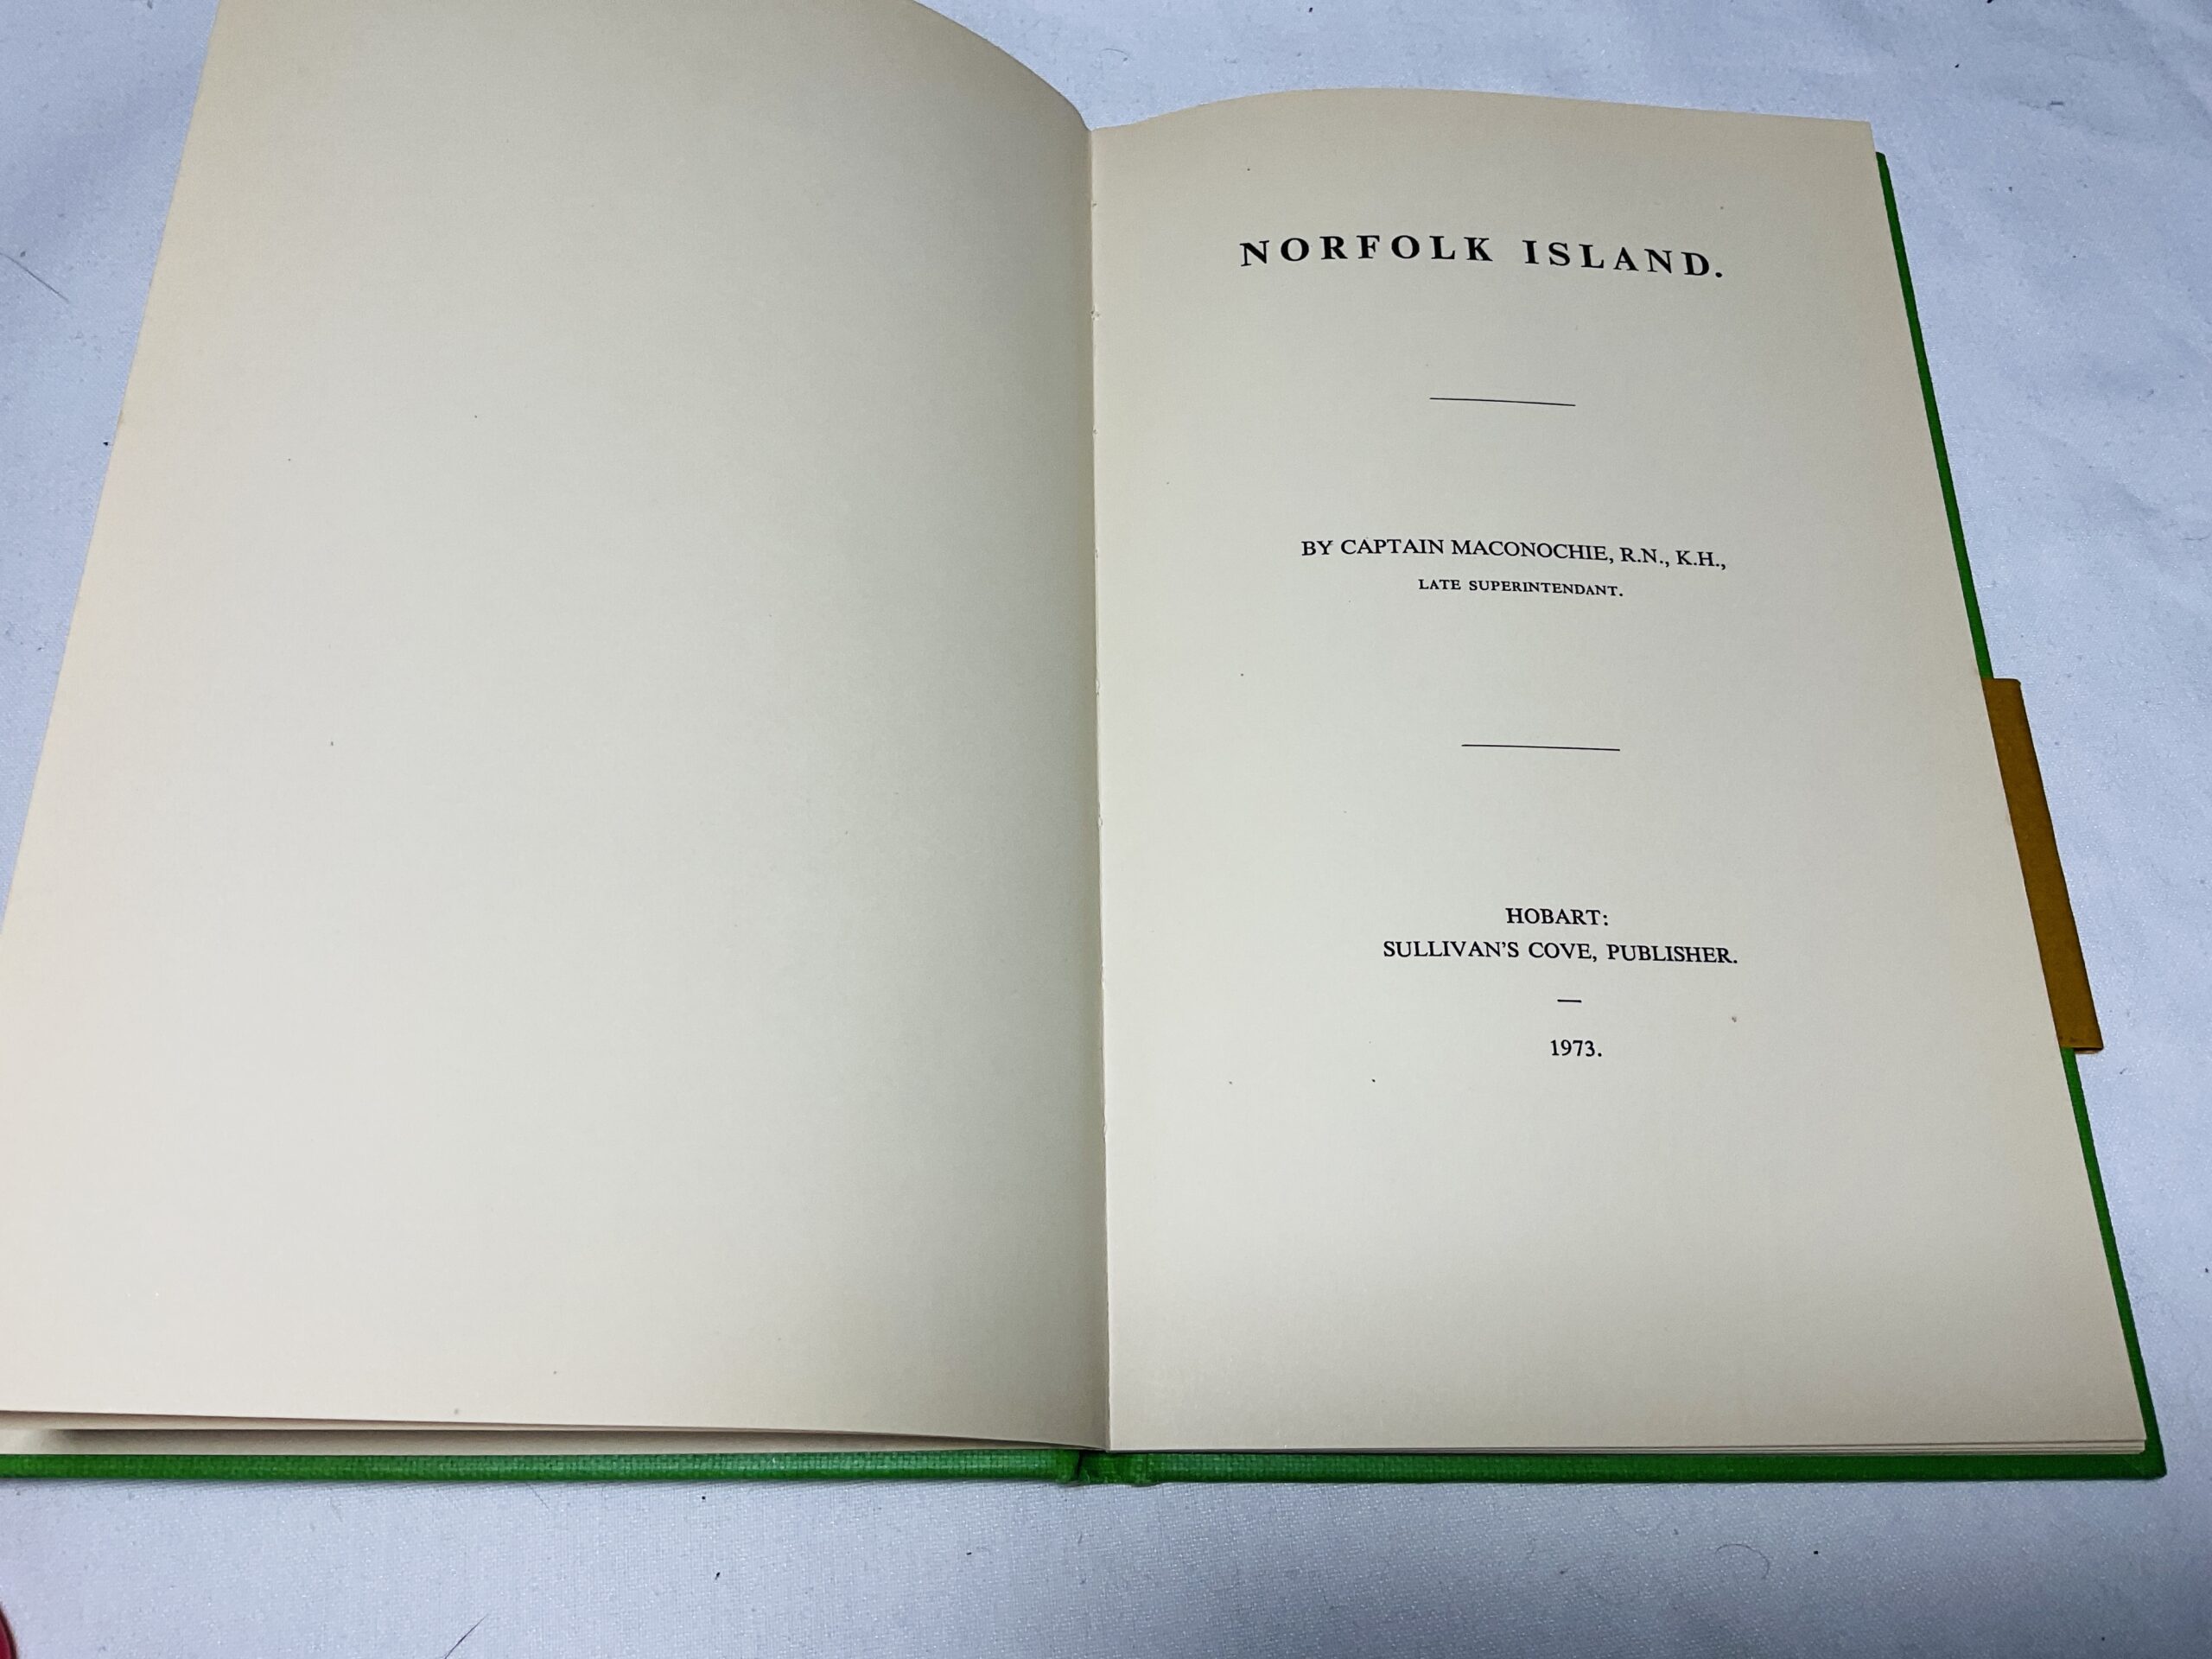 NORFOLK ISLAND.
BY CAPTAIN MACONOCHIE, R.N., K.H.,
LATE SUPERINTENDANT.
HOBART:
SULLIVAN'S COVE, PUBLISHER.
—
1973.